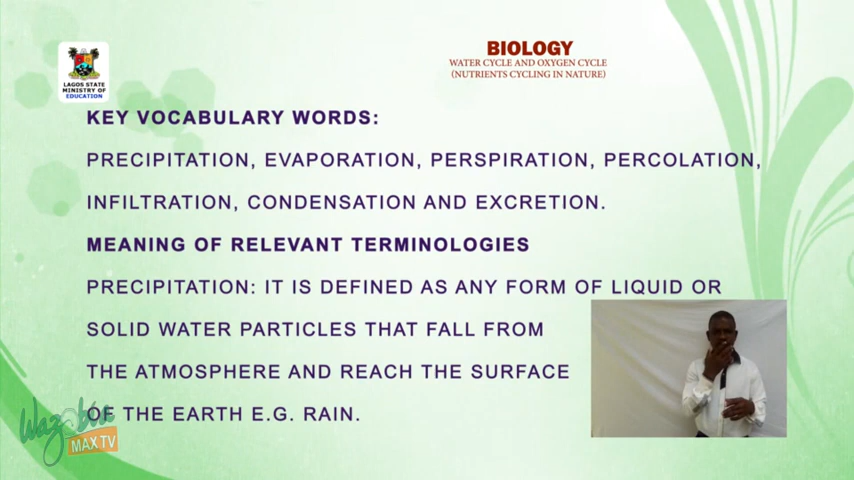 BIOLOGY
WATER CYCLE AND OXYGEN CYCLE
(NUTRIENTS CYCLING IN NATURE)
LAGOS STATE
MINISTRY OF
EDUCATION
KEY VOCABULARY WORDS:
PRECIPITATION, EVAPORATION, PERSPIRATION, PERCOLATION,
INFILTRATION, CONDENSATION AND EXCRETION.
MEANING OF RELEVANT TERMINOLOGIES
PRECIPITATION: IT IS DEFINED AS ANY FORM OF LIQUID OR
SOLID WATER PARTICLES THAT FALL FROM
THE ATMOSPHERE AND REACH THE SURFACE
OF THE EARTH E.G. RAIN.
Wazobia
MAX TV